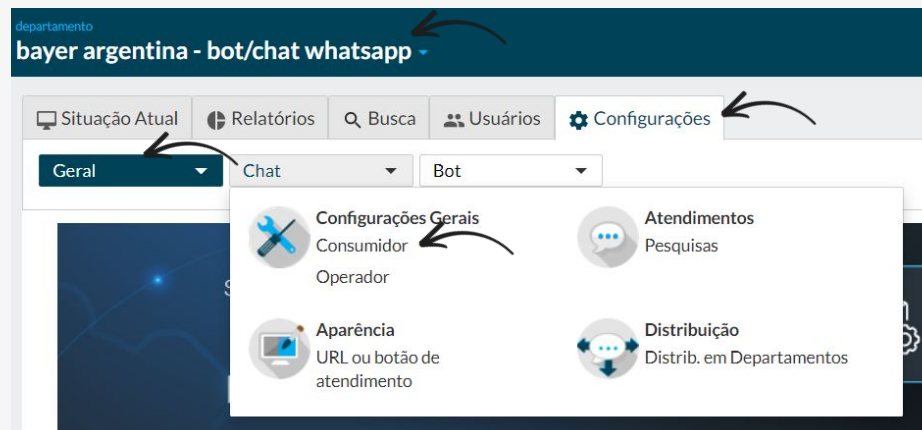 departamento
bayer argentina - bot/chat whatsapp
Situação Atual
Relatórios
Busca
Usuários
Configurações
Geral
Chat
Bot
Configurações Gerais
Consumidor
Operador
Atendimentos
Pesquisas
Aparência
URL ou botão de
atendimento
Distribuição
Distrib. em Departamentos